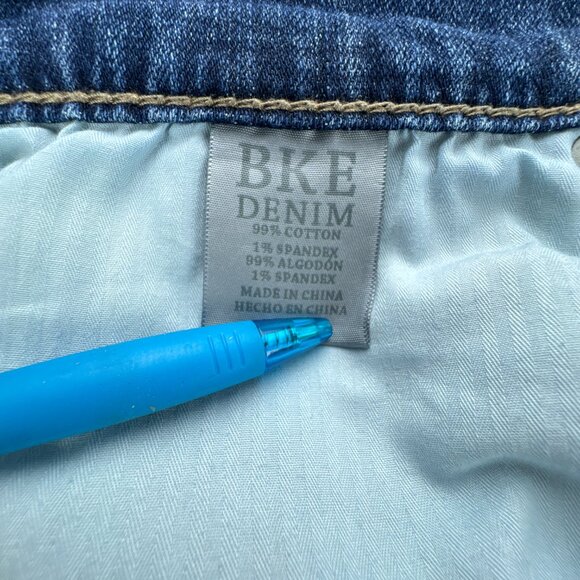 BKE
DENIM
99% COTTON
1% SPANDEX
99% ALGODÓN
1% SPANDEX
MADE IN CHINA
HECHO EN CHINA